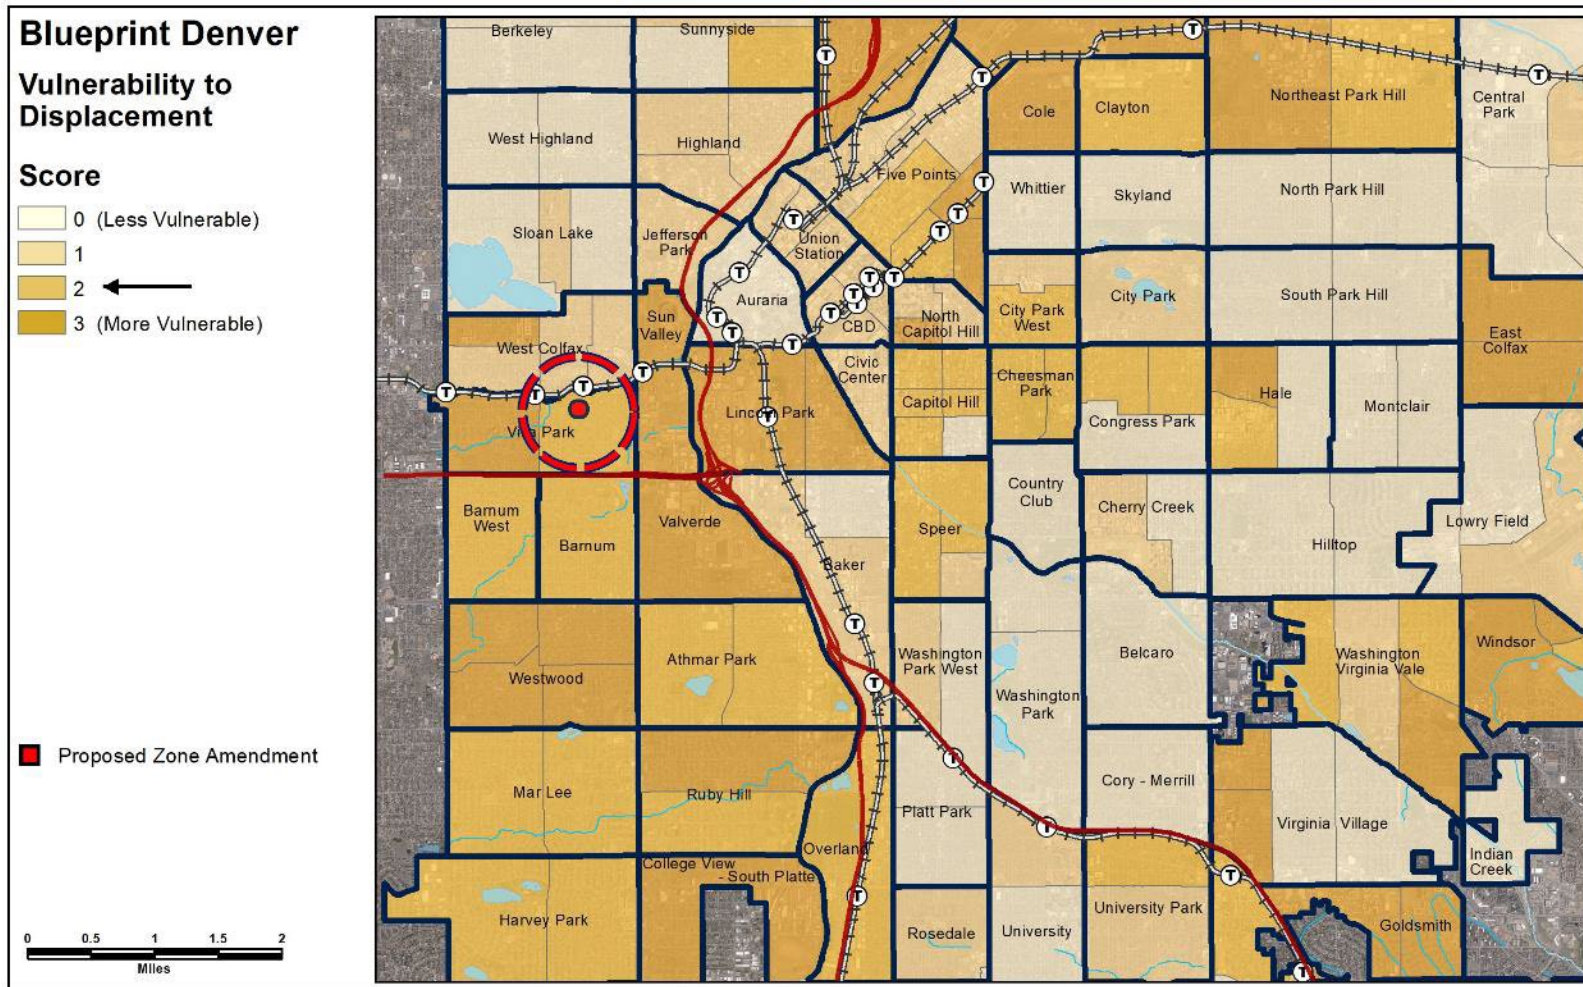 Blueprint Denver
Vulnerability to
Displacement
Score
0 (Less Vulnerable)
1
2
3 (More Vulnerable)
Proposed Zone Amendment
0 0.5 1 1.5 2
Miles
Berkeley
Sunnyside
T
T
T
T
Northeast Park Hill
Central
Park
Cole
Clayton
West Highland
Highland
Five Points
T
Whittier
Skyland
North Park Hill
Sloan Lake
Jefferson
Park
T
Union
Station
T
T
T
Auraria
T
T
T
T
T
T
T
T
T
CBD
North
Capitol Hill
City Park
West
City Park
South Park Hill
Sun
Valley
East
Colfax
West Colfax
T
Civic
Center
T
T
T
T
Cheesman
Park
Hale
Montclair
Villa Park
Lincoln Park
T
Capitol Hill
Congress Park
Barnum
West
Barnum
Valverde
Speer
Country
Club
Cherry Creek
Hilltop
Lowry Field
Baker
T
Westwood
Athmar Park
T
Washington
Park West
Washington
Park
Belcaro
Washington
Virginia Vale
Windsor
Mar Lee
Ruby Hill
T
Platt Park
Cory - Merrill
T
Virginia Village
Indian
Creek
Overland
College View
- South Platte
T
T
Harvey Park
Rosedale
University
University Park
Goldsmith
T